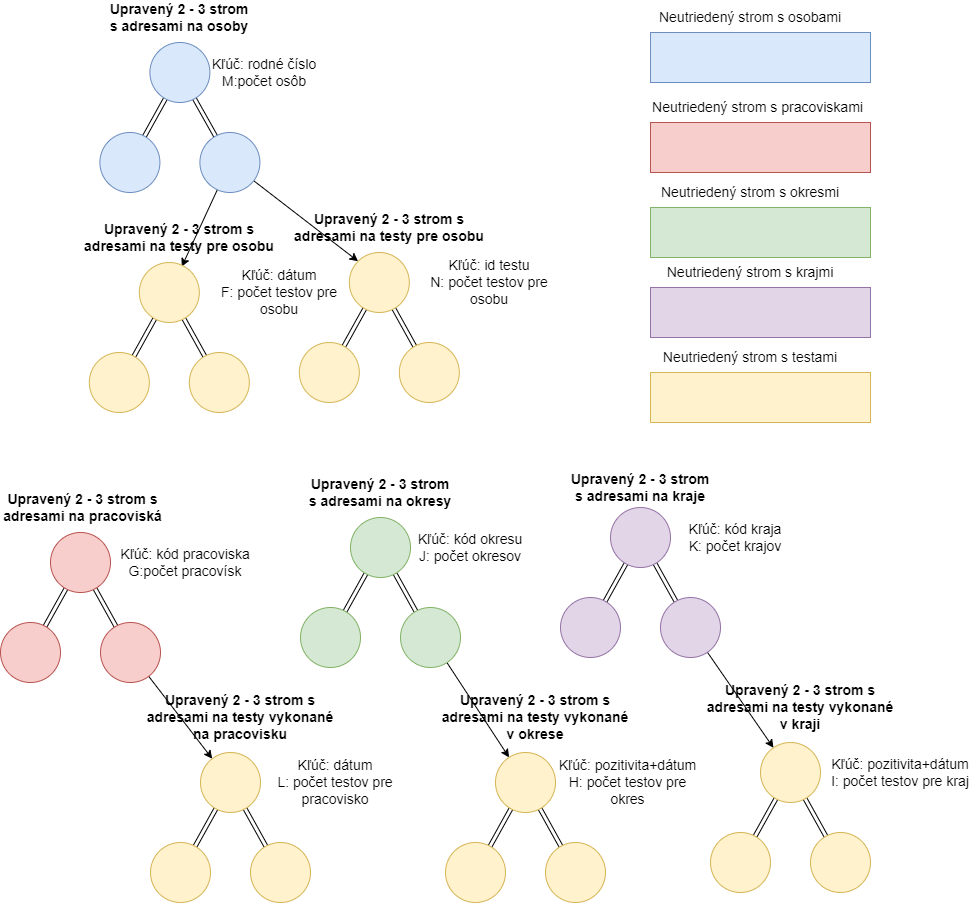 Upravený 2 - 3 strom
s adresami na osoby
Kľúč: rodné číslo
M:počet osôb
Upravený 2 - 3 strom s
adresami na testy pre osobu
Kľúč: dátum
F: počet testov pre
osobu
Upravený 2 - 3 strom s
adresami na testy pre osobu
Kľúč: id testu
N: počet testov pre
osobu
Neutriedený strom s osobami
Neutriedený strom s pracoviskami
Neutriedený strom s okresmi
Neutriedený strom s krajmi
Neutriedený strom s testami
Upravený 2 - 3 strom s
adresami na pracoviská
Kľúč: kód pracoviska
G:počet pracovísk
Upravený 2 - 3 strom s
adresami na testy vykonané
na pracovisku
Kľúč: dátum
L: počet testov pre
pracovisko
Upravený 2 - 3 strom
s adresami na okresy
Kľúč: kód okresu
J: počet okresov
Upravený 2 - 3 strom s
adresami na testy vykonané
v okrese
Kľúč: pozitivita+dátum
H: počet testov pre
okres
Upravený 2 - 3 strom
s adresami na kraje
Kľúč: kód kraja
K: počet krajov
Upravený 2 - 3 strom s
adresami na testy vykonané
v kraji
Kľúč: pozitivita+dátum
I: počet testov pre kraj